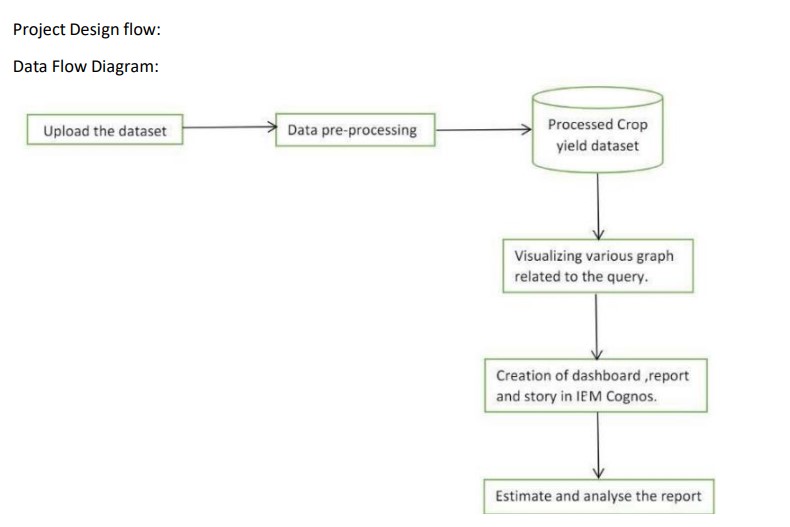 Project Design flow:
Data Flow Diagram:
Upload the dataset
Data pre-processing
Processed Crop
yield dataset
Visualizing various graph
related to the query.
Creation of dashboard ,report
and story in IEM Cognos.
Estimate and analyse the report